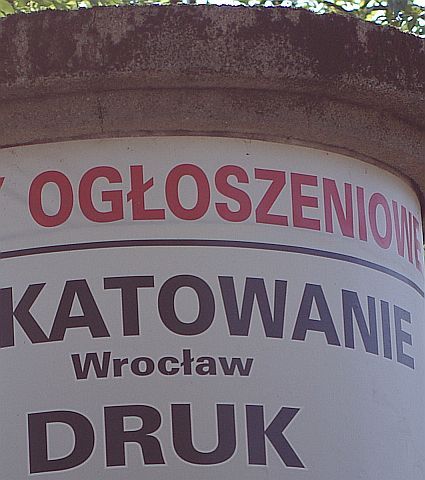 Y OGŁOSZENIOWE
KATOWANIE
Wrocław
DRUK